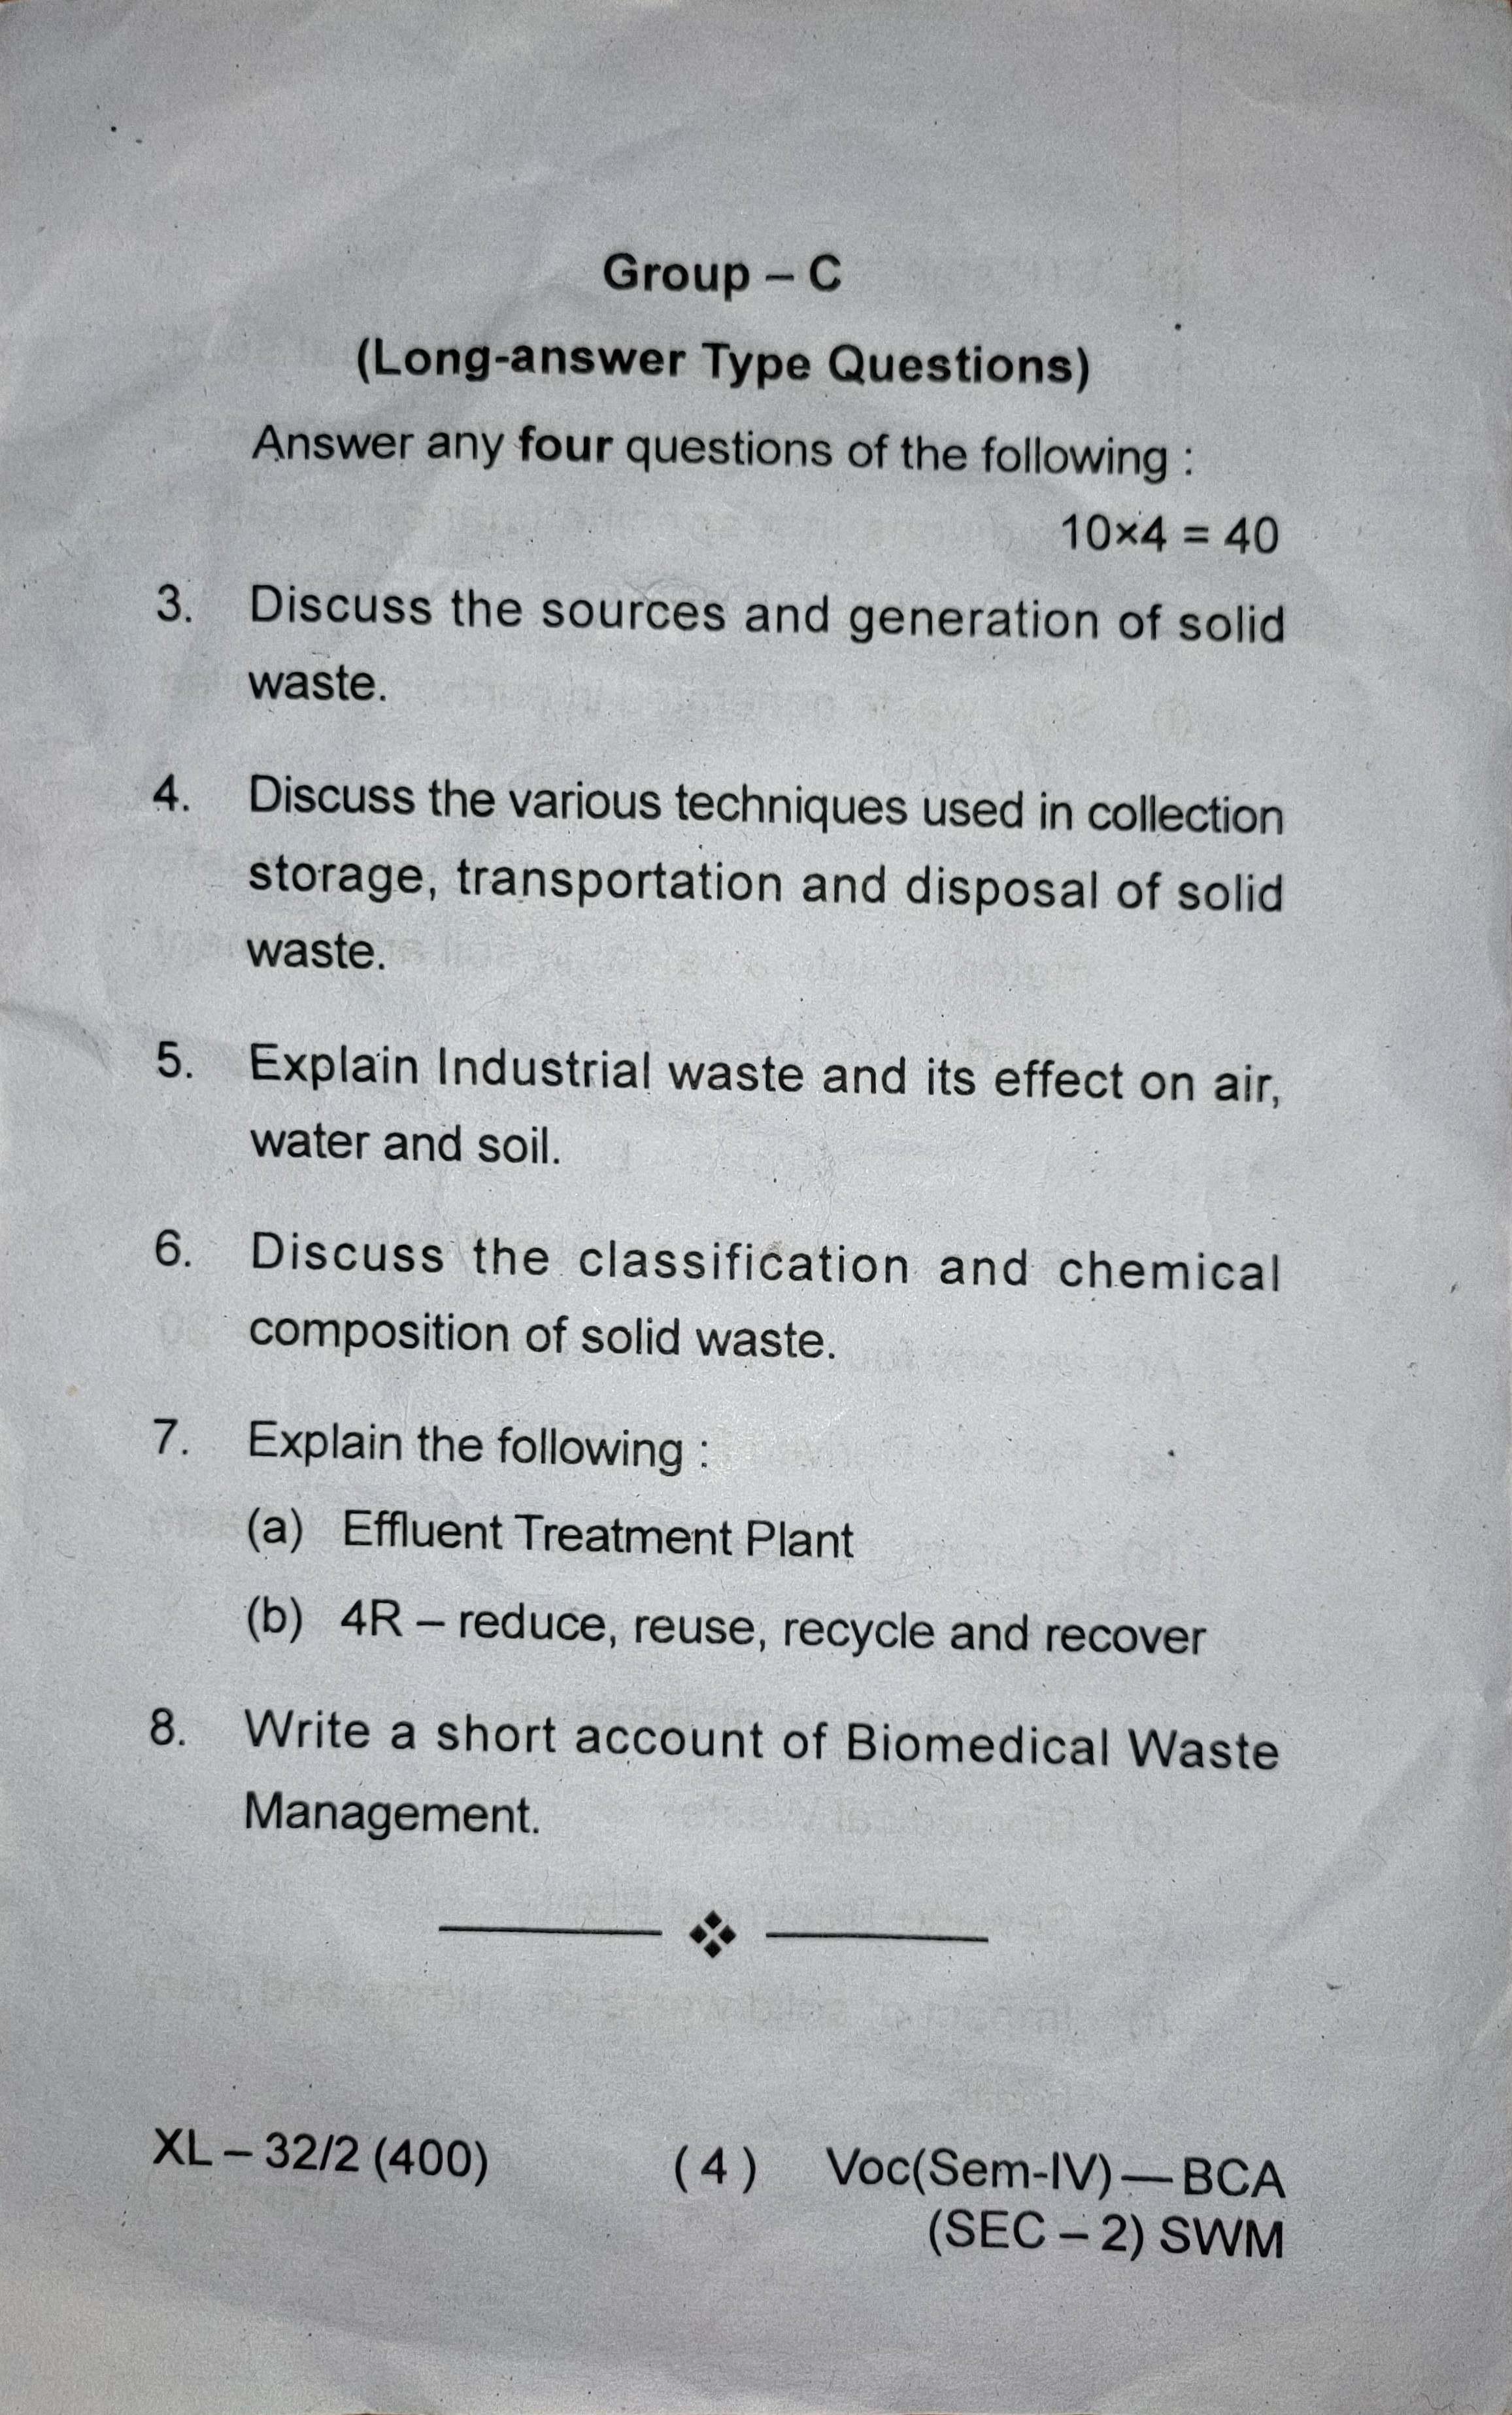 Group – C
(Long-answer Type Questions)
Answer any four questions of the following :
10×4 = 40
3. Discuss the sources and generation of solid
waste.
4. Discuss the various techniques used in collection
storage, transportation and disposal of solid
waste.
5. Explain Industrial waste and its effect on air,
water and soil.
6. Discuss the classification and chemical
composition of solid waste.
7. Explain the following :
(a) Effluent Treatment Plant
(b) 4R – reduce, reuse, recycle and recover
8. Write a short account of Biomedical Waste
Management.
XL – 32/2 (400) ( 4 ) Voc(Sem-IV) — BCA
(SEC – 2) SWM